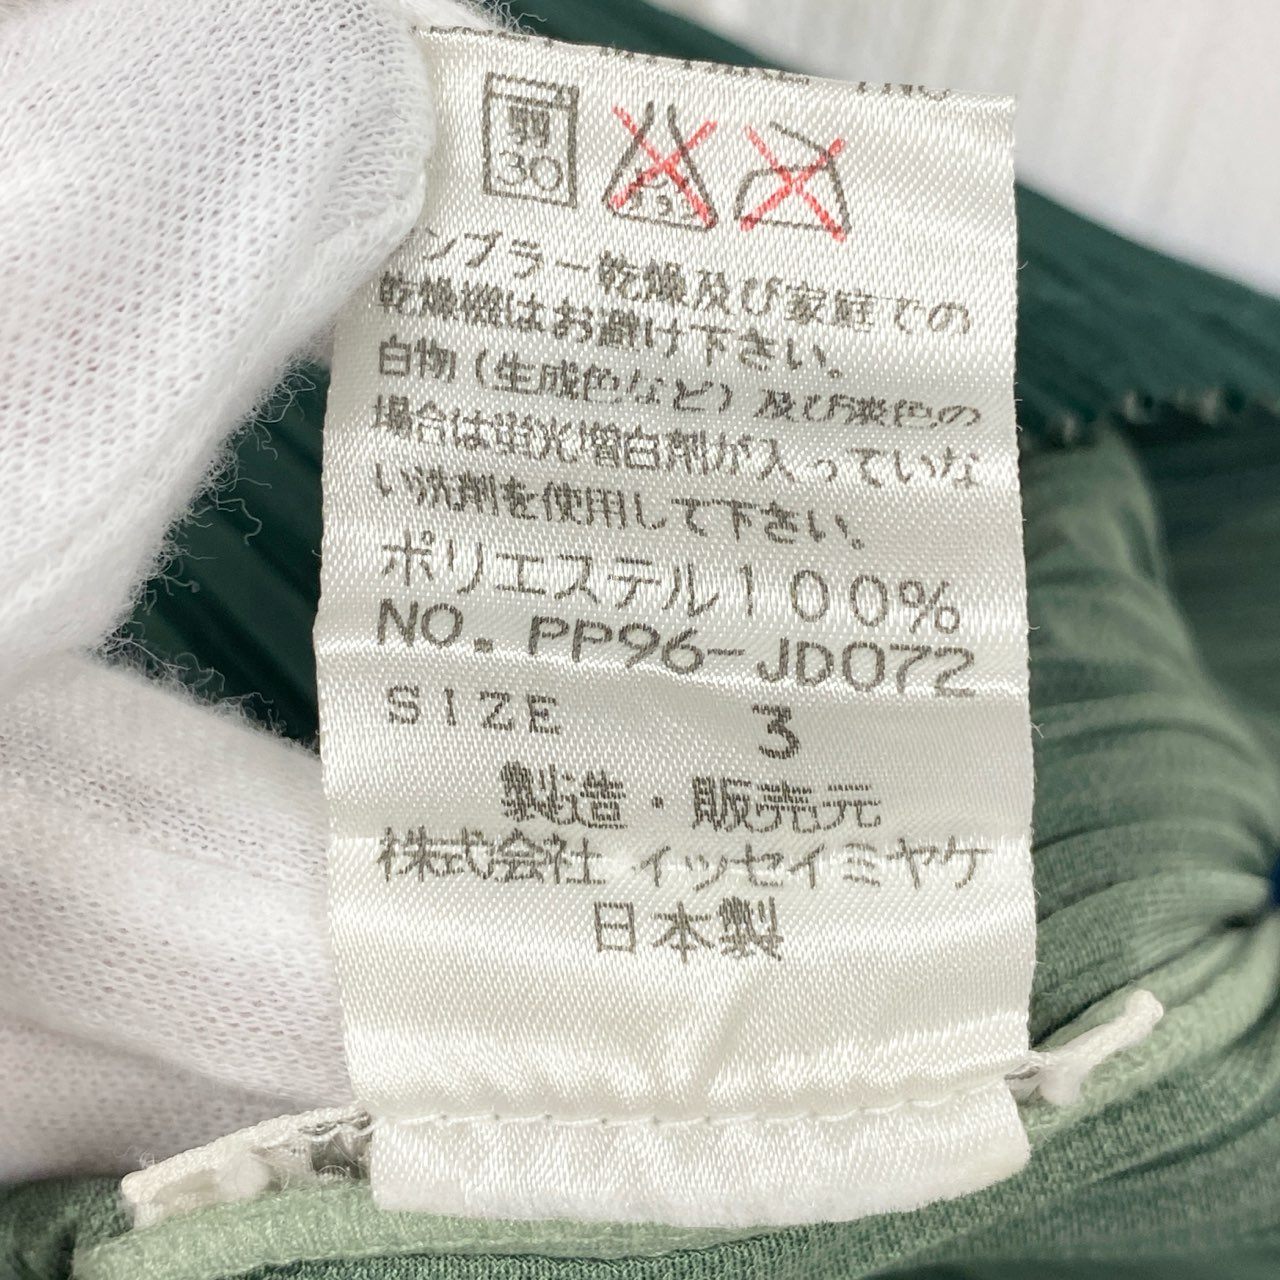 INC
弱
30
ンブラー乾燥及び家庭での
乾燥機はお避け下さい。
白物(生成色など)及び淡色の
場合は蛍光増白剤が入っていな
い洗剤を使用して下さい。
ポリエステル100%
NO. PP96-JD072
SIZE 3
製造・販売元
株式会社イッセイミヤケ
日本製